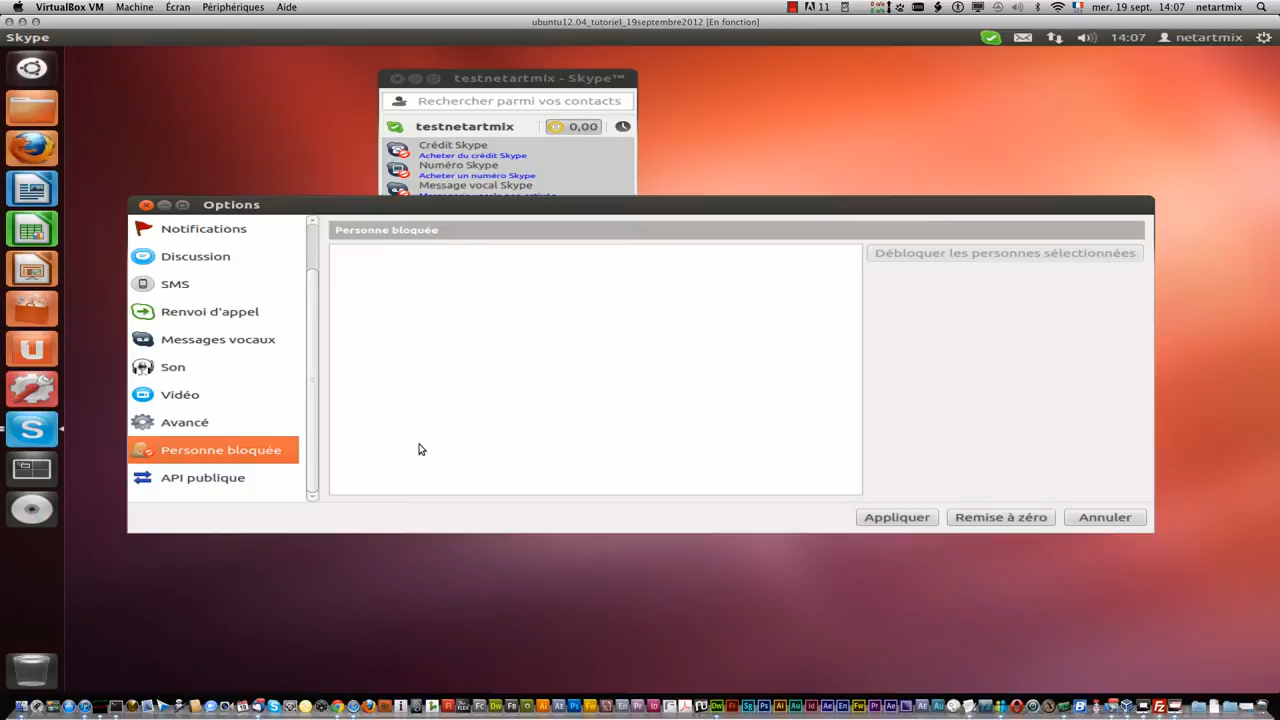 VirtualBox VM Machine Écran Périphériques Aide 11 mer. 19 sept. 14:07 netartmix
ubuntu12.04_tutoriel_19septembre2012 [En fonction]
Skype 14:07 netartmix
testnetartmix - Skype™
Rechercher parmi vos contacts
testnetartmix 0,00
Crédit Skype
Acheter du crédit Skype
Numéro Skype
Acheter un numéro Skype
Message vocal Skype
Options
Notifications
Discussion
SMS
Renvoi d'appel
Messages vocaux
Son
Vidéo
Avancé
Personne bloquée
API publique
Personne bloquée
Débloquer les personnes sélectionnées
Appliquer Remise à zéro Annuler